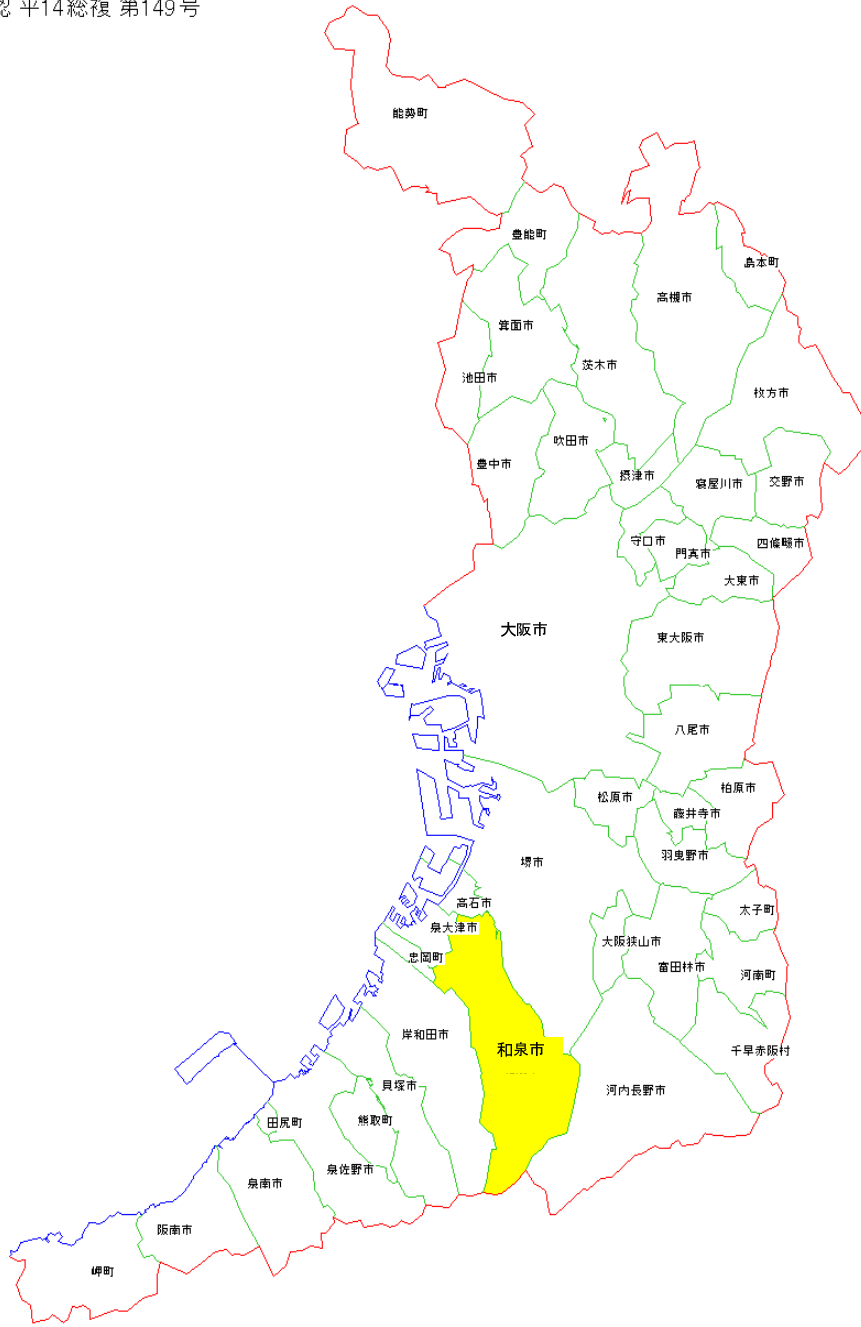 認 平14総複 第149号
能勢町
豊能町
島本町
高槻市
箕面市
茨木市
池田市
枚方市
吹田市
豊中市
摂津市
寝屋川市
交野市
守口市
門真市
四條畷市
大東市
大阪市
東大阪市
八尾市
松原市
柏原市
藤井寺市
羽曳野市
堺市
高石市
太子町
泉大津市
大阪狭山市
忠岡町
富田林市
河南町
岸和田市
和泉市
千早赤阪村
貝塚市
河内長野市
熊取町
田尻町
泉佐野市
泉南市
阪南市
岬町